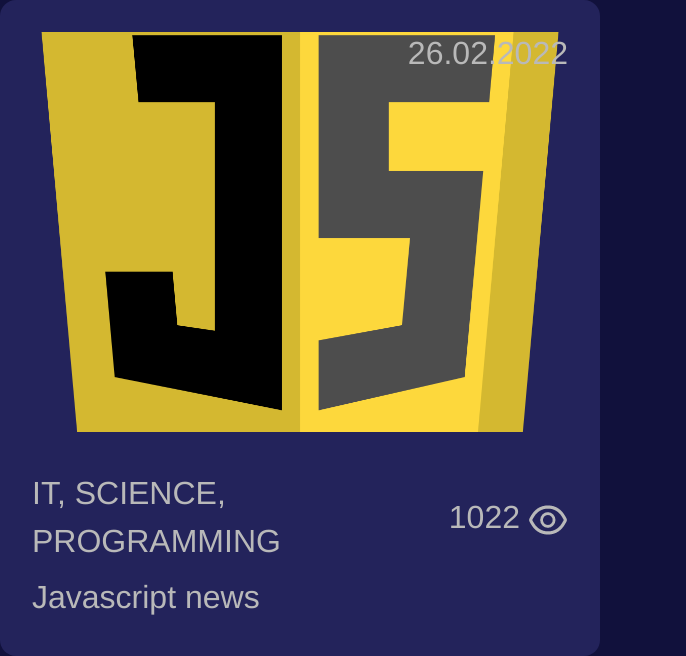 JS
26.02.2022
IT, SCIENCE,
PROGRAMMING
1022
Javascript news